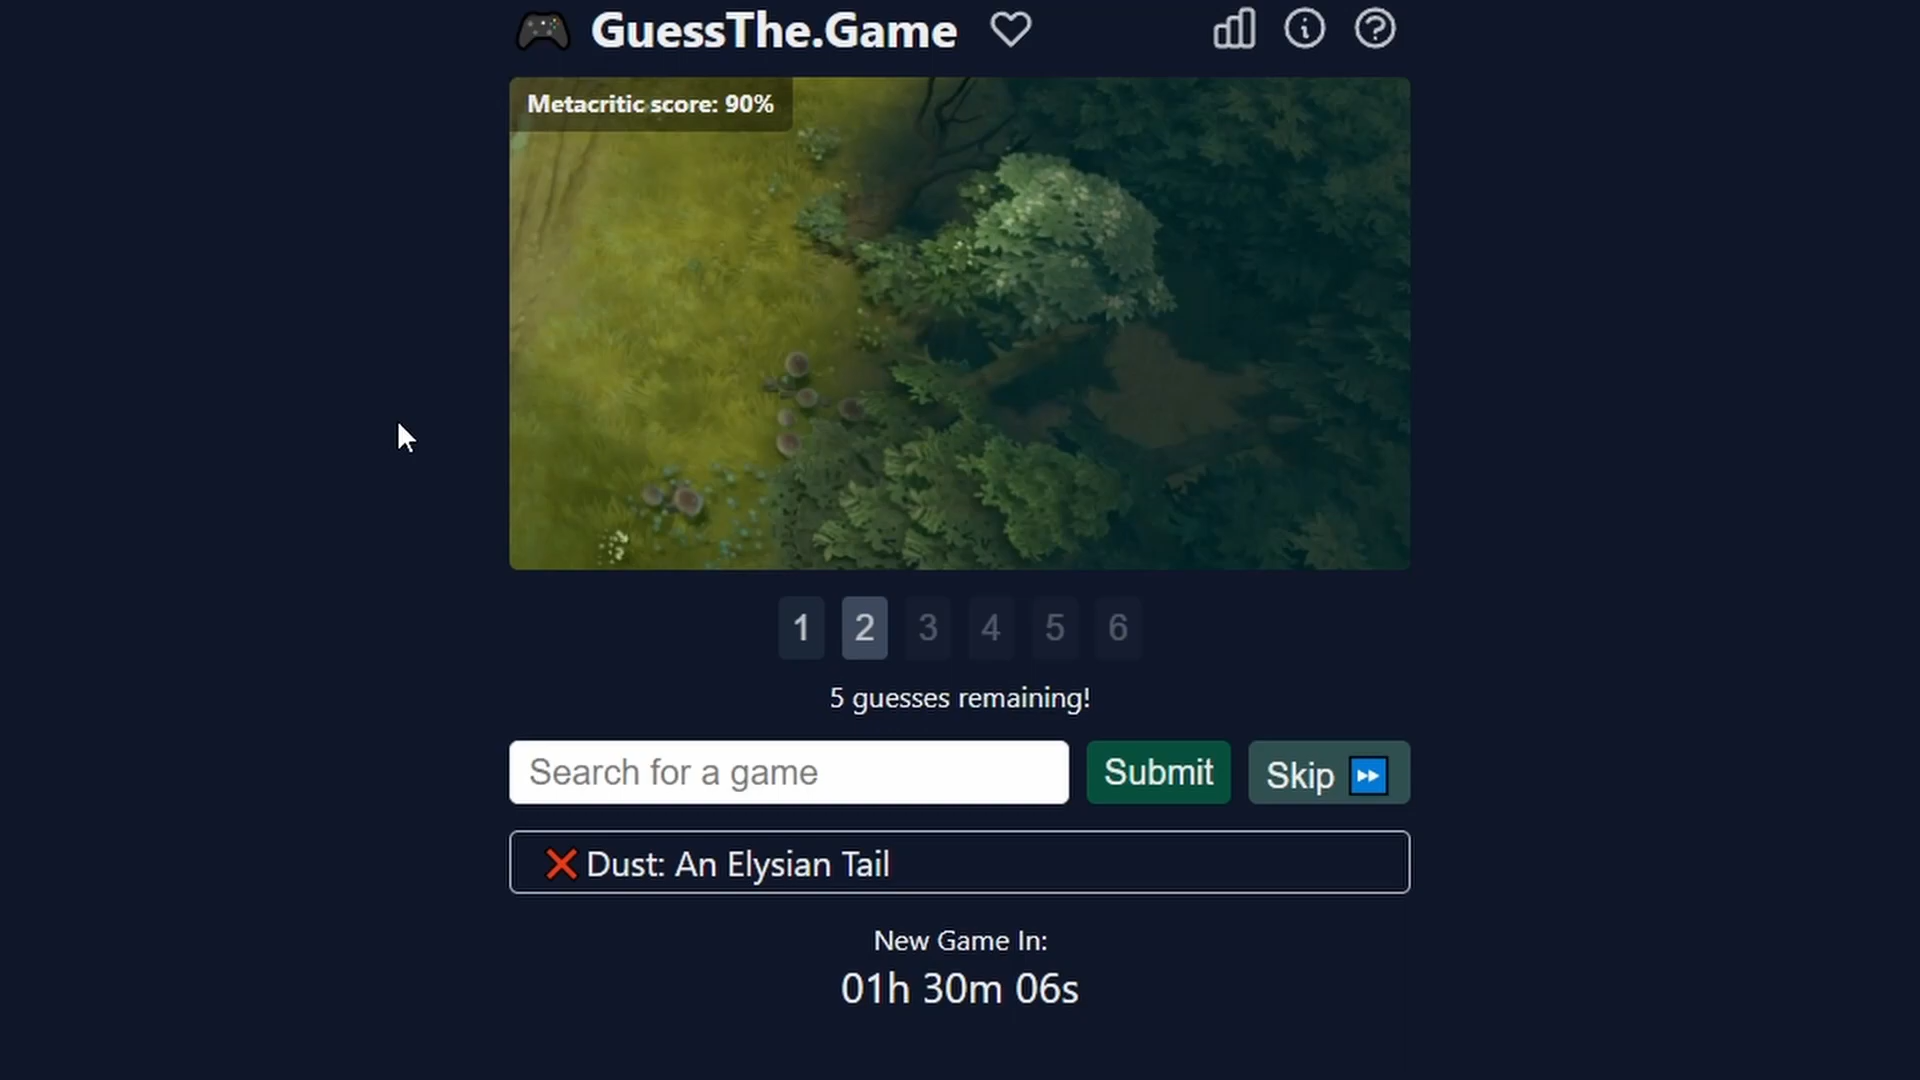 GuessThe.Game
Metacritic score: 90%
1 2 3 4 5 6
5 guesses remaining!
Search for a game
Submit
Skip
Dust: An Elysian Tail
New Game In:
01h 30m 06s